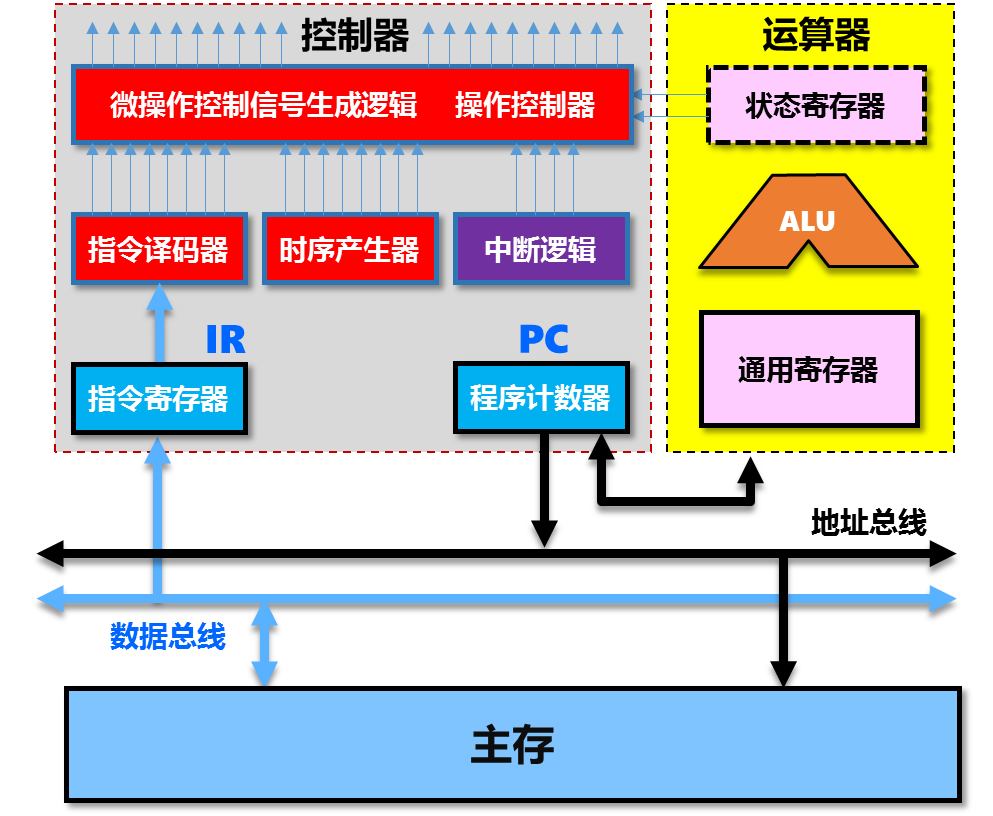 控制器
运算器
微操作控制信号生成逻辑 操作控制器
状态寄存器
ALU
指令译码器
时序产生器
中断逻辑
IR
PC
指令寄存器
程序计数器
通用寄存器
地址总线
数据总线
主存